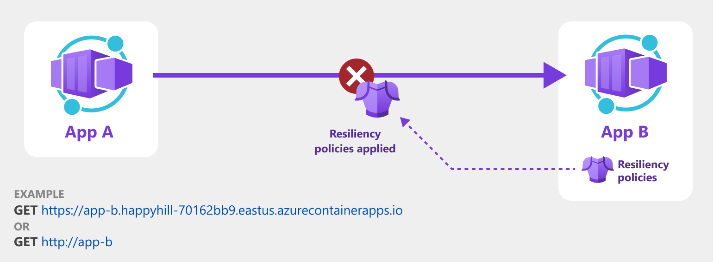 App A
Resiliency
policies applied
App B
Resiliency
policies
EXAMPLE
GET https://app-b.happyhill-70162bb9.eastus.azurecontainerapps.io
OR
GET http://app-b